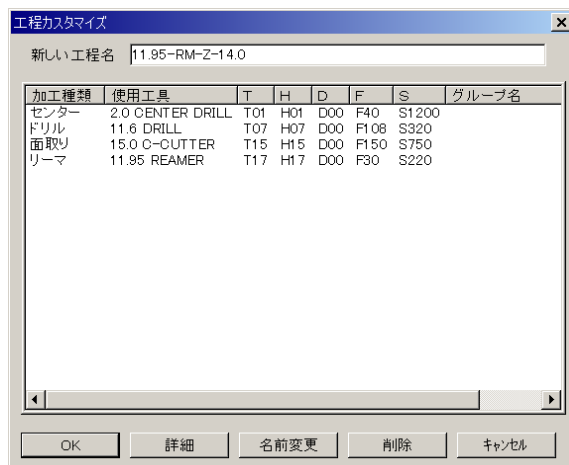 工程カスタマイズ
新しい工程名 11.95-RM-Z-14.0
加工種類 使用工具 T H D F S グループ名
センター 2.0 CENTER DRILL T01 H01 D00 F40 S1200
ドリル 11.6 DRILL T07 H07 D00 F108 S320
面取り 15.0 C-CUTTER T15 H15 D00 F150 S750
リーマ 11.95 REAMER T17 H17 D00 F30 S220
OK 詳細 名前変更 削除 キャンセル